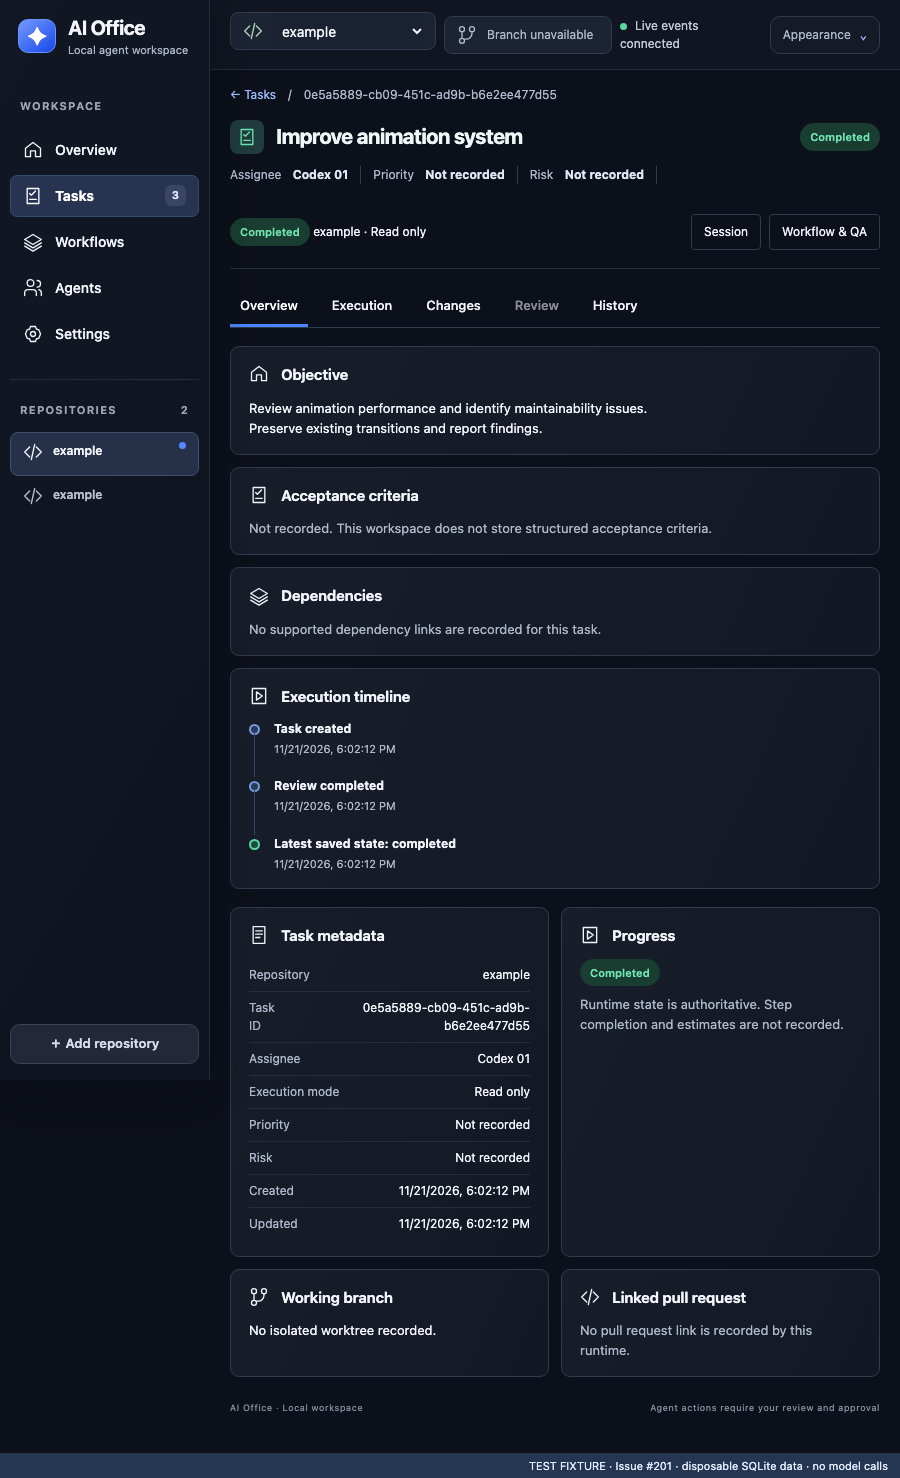 AI Office
Local agent workspace
WORKSPACE
Overview
Tasks 3
Workflows
Agents
Settings
REPOSITORIES 2
example
example
+ Add repository
example
Branch unavailable
Live events
connected
Appearance
← Tasks / 0e5a5889-cb09-451c-ad9b-b6e2ee477d55
Improve animation system
Completed
Assignee Codex 01 Priority Not recorded Risk Not recorded
Completed example · Read only
Session
Workflow & QA
Overview Execution Changes Review History
Objective
Review animation performance and identify maintainability issues.
Preserve existing transitions and report findings.
Acceptance criteria
Not recorded. This workspace does not store structured acceptance criteria.
Dependencies
No supported dependency links are recorded for this task.
Execution timeline
Task created
11/21/2026, 6:02:12 PM
Review completed
11/21/2026, 6:02:12 PM
Latest saved state: completed
11/21/2026, 6:02:12 PM
Task metadata
Repository example
Task ID 0e5a5889-cb09-451c-ad9b-
b6e2ee477d55
Assignee Codex 01
Execution mode Read only
Priority Not recorded
Risk Not recorded
Created 11/21/2026, 6:02:12 PM
Updated 11/21/2026, 6:02:12 PM
Progress
Completed
Runtime state is authoritative. Step
completion and estimates are not recorded.
Working branch
No isolated worktree recorded.
Linked pull request
No pull request link is recorded by this
runtime.
AI Office · Local workspace
Agent actions require your review and approval
TEST FIXTURE · Issue #201 · disposable SQLite data · no model calls